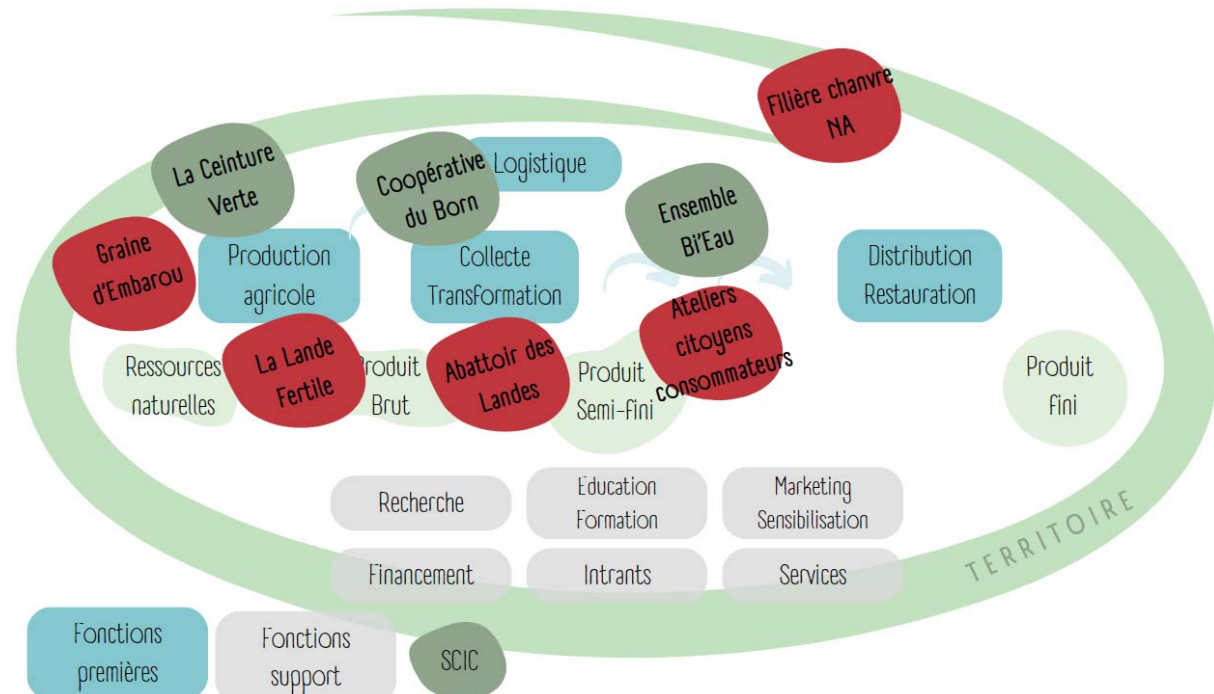 Filière chanvre
NA
La Ceinture
Verte
Coopérative
du Born
Logistique
Ensemble
Bi'Eau
Graine
d'Embarou
Production
agricole
Collecte
Transformation
Distribution
Restauration
Ressources
naturelles
La Lande
Fertile
Produit
Brut
Abattoir des
Landes
Produit
Semi-fini
Ateliers
citoyens
consommateurs
Produit
fini
Recherche
Education
Formation
Marketing
Sensibilisation
Financement
Intrants
Services
TERRITOIRE
Fonctions
premières
Fonctions
support
SCIC